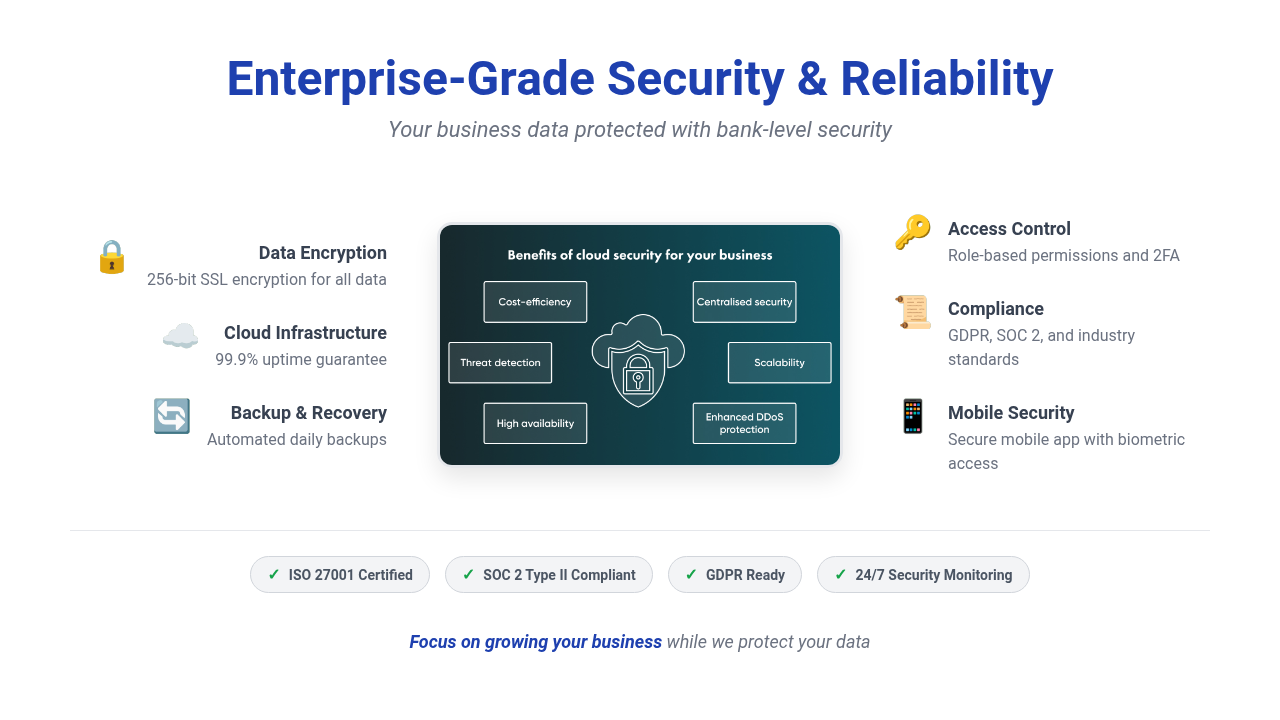 Enterprise-Grade Security & Reliability
Your business data protected with bank-level security
Data Encryption
256-bit SSL encryption for all data
Cloud Infrastructure
99.9% uptime guarantee
Backup & Recovery
Automated daily backups
Benefits of cloud security for your business
Cost-efficiency
Centralised security
Threat detection
Scalability
High availability
Enhanced DDoS
protection
Access Control
Role-based permissions and 2FA
Compliance
GDPR, SOC 2, and industry
standards
Mobile Security
Secure mobile app with biometric
access
✓ ISO 27001 Certified
✓ SOC 2 Type II Compliant
✓ GDPR Ready
✓ 24/7 Security Monitoring
Focus on growing your business while we protect your data